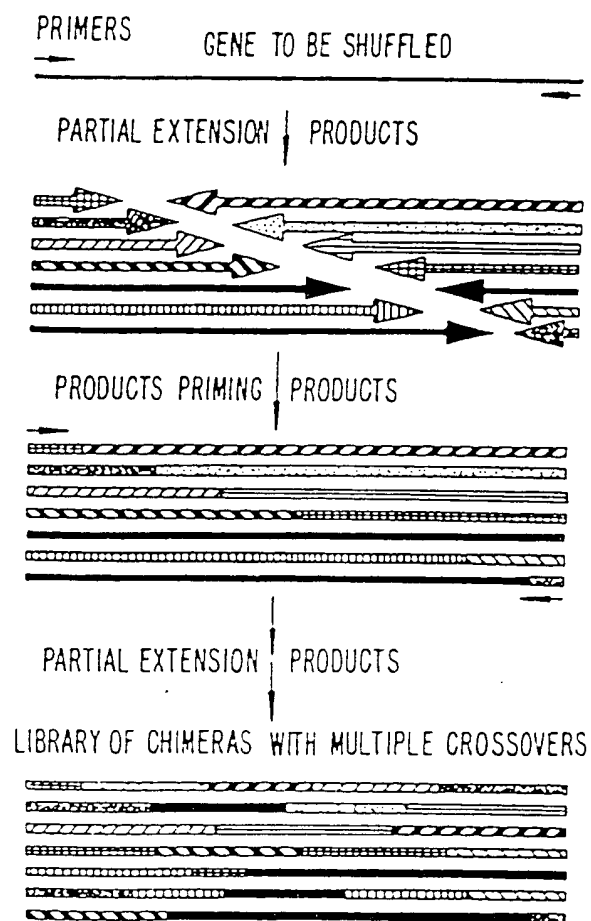 PRIMERS
GENE TO BE SHUFFLED
PARTIAL EXTENSION PRODUCTS
PRODUCTS PRIMING PRODUCTS
PARTIAL EXTENSION PRODUCTS
LIBRARY OF CHIMERAS WITH MULTIPLE CROSSOVERS